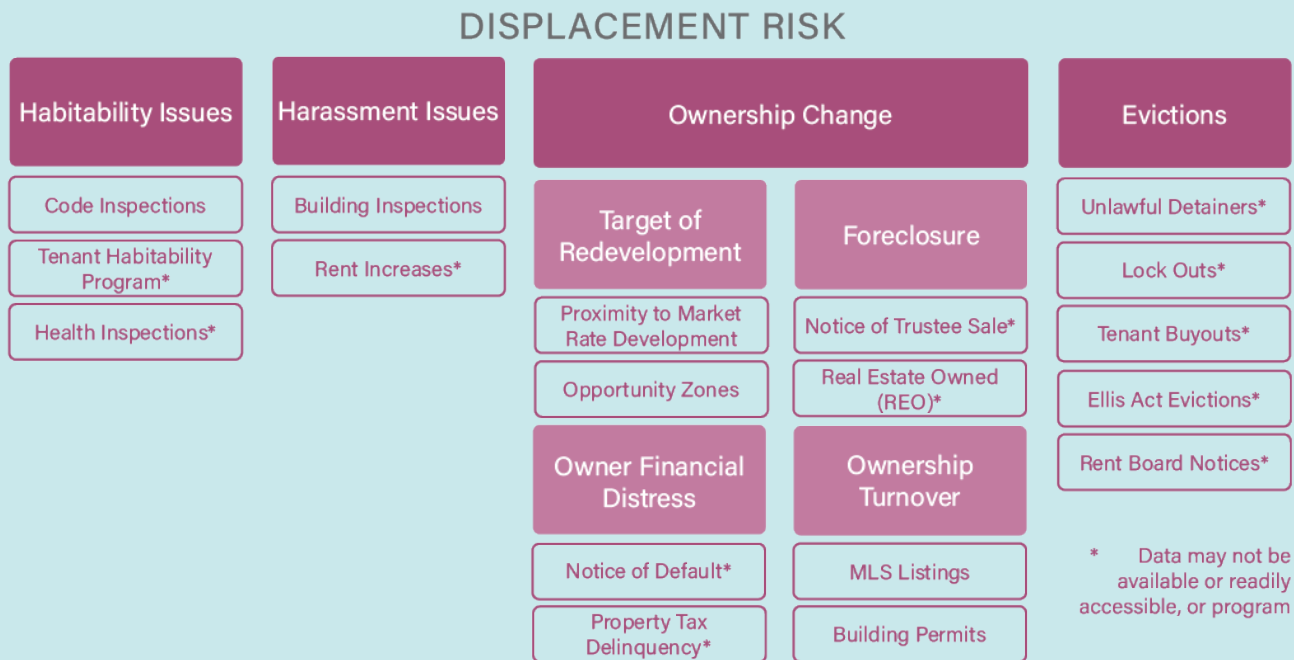 DISPLACEMENT RISK
Habitability Issues
Code Inspections
Tenant Habitability
Program*
Health Inspections*
Harassment Issues
Building Inspections
Rent Increases*
Ownership Change
Target of
Redevelopment
Proximity to Market
Rate Development
Opportunity Zones
Foreclosure
Notice of Trustee Sale*
Real Estate Owned
(REO)*
Owner Financial
Distress
Notice of Default*
Property Tax
Delinquency*
Ownership
Turnover
MLS Listings
Building Permits
Evictions
Unlawful Detainers*
Lock Outs*
Tenant Buyouts*
Ellis Act Evictions*
Rent Board Notices*
* Data may not be
available or readily
accessible, or program